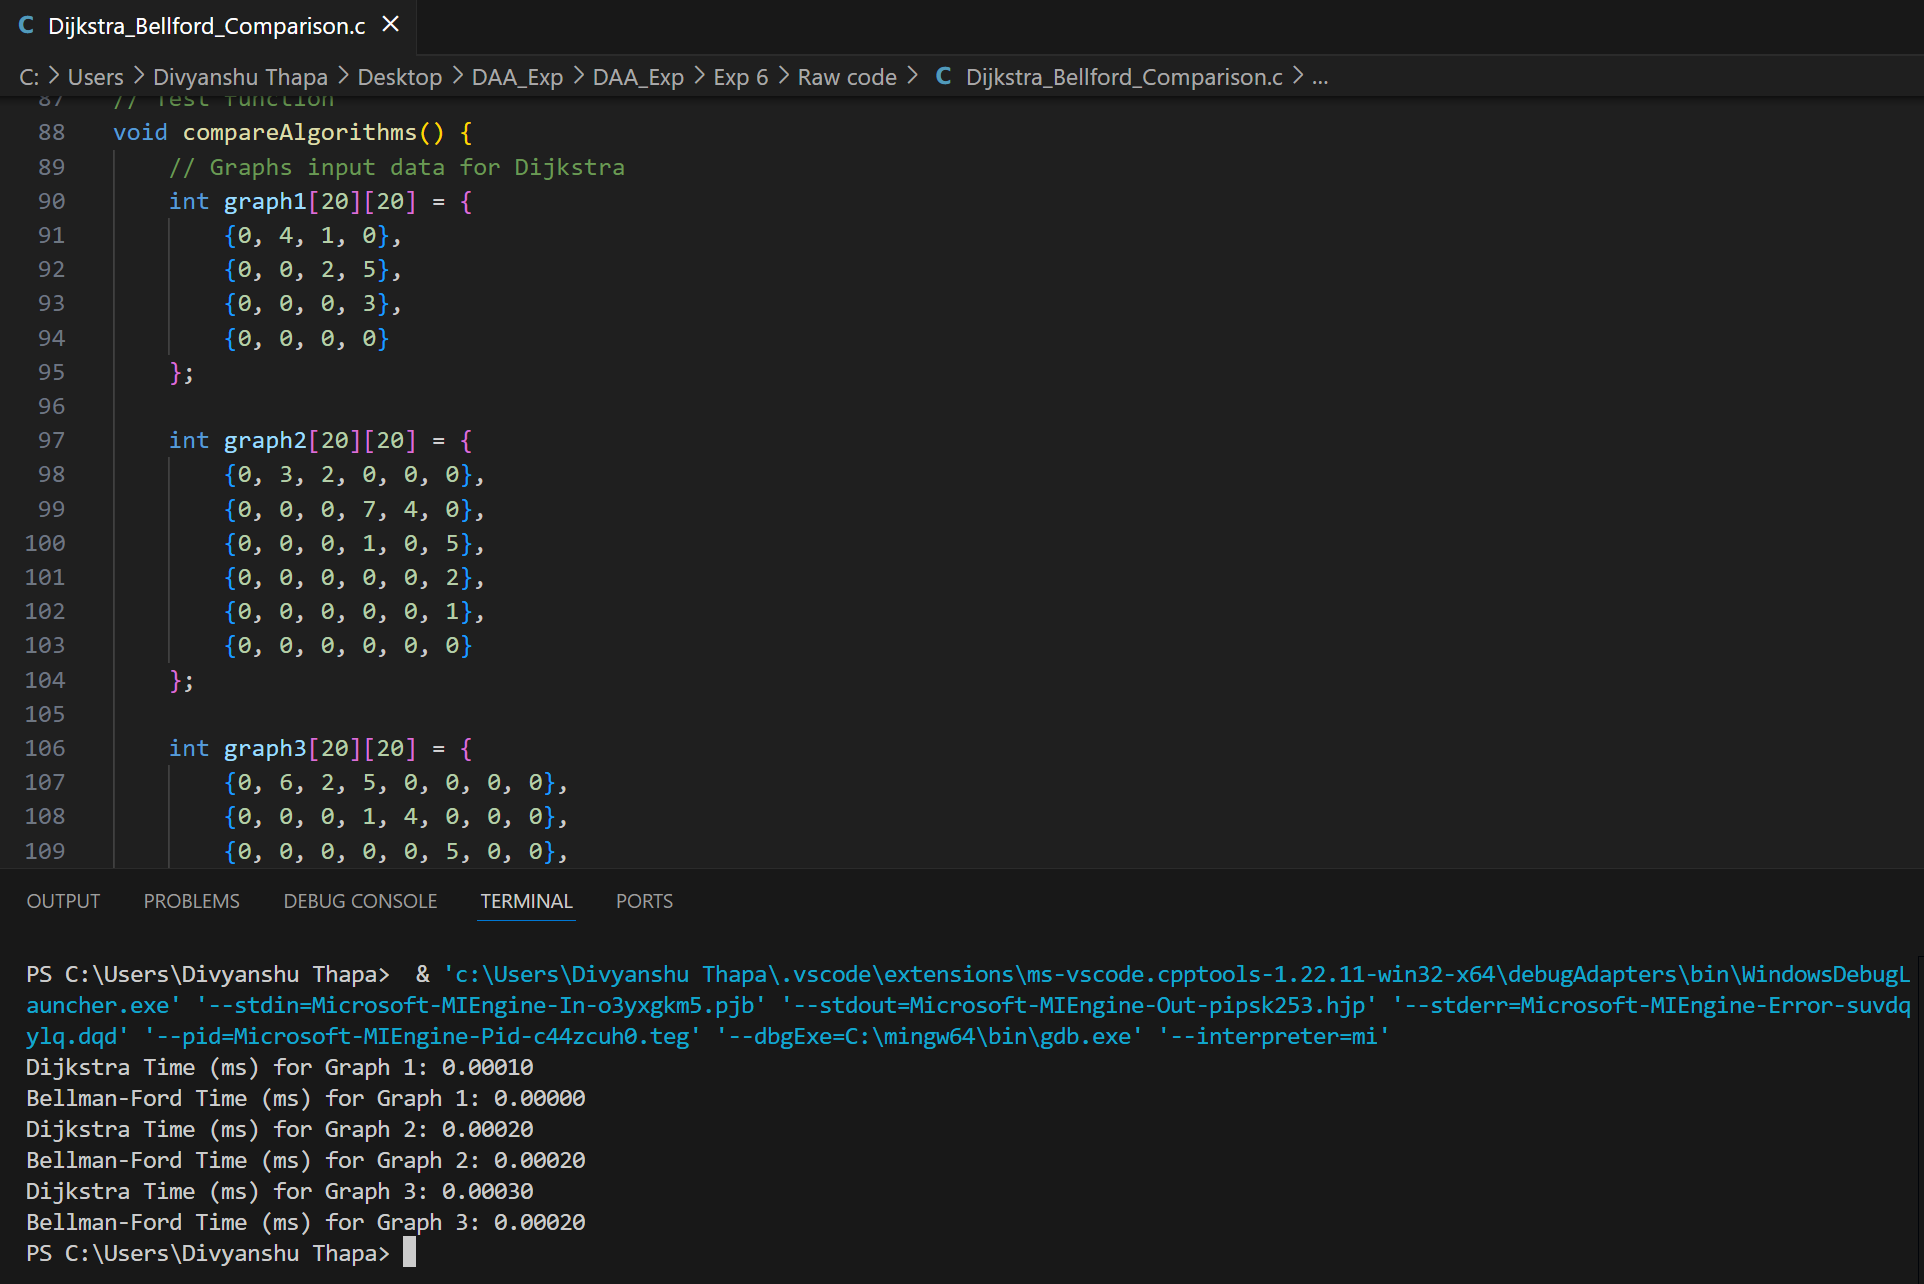 C Dijkstra_Bellford_Comparison.c ×
C: > Users > Divyanshu Thapa > Desktop > DAA_Exp > DAA_Exp > Exp 6 > Raw code > C Dijkstra_Bellford_Comparison.c > ...
87 // Test function
88 void compareAlgorithms() {
89 // Graphs input data for Dijkstra
90 int graph1[20][20] = {
91 {0, 4, 1, 0},
92 {0, 0, 2, 5},
93 {0, 0, 0, 3},
94 {0, 0, 0, 0}
95 };
96
97 int graph2[20][20] = {
98 {0, 3, 2, 0, 0, 0},
99 {0, 0, 0, 7, 4, 0},
100 {0, 0, 0, 1, 0, 5},
101 {0, 0, 0, 0, 0, 2},
102 {0, 0, 0, 0, 0, 1},
103 {0, 0, 0, 0, 0, 0}
104 };
105
106 int graph3[20][20] = {
107 {0, 6, 2, 5, 0, 0, 0, 0},
108 {0, 0, 0, 1, 4, 0, 0, 0},
109 {0, 0, 0, 0, 0, 5, 0, 0},
OUTPUT PROBLEMS DEBUG CONSOLE TERMINAL PORTS
PS C:\Users\Divyanshu Thapa>  & 'c:\Users\Divyanshu Thapa\.vscode\extensions\ms-vscode.cpptools-1.22.11-win32-x64\debugAdapters\bin\WindowsDebugL
auncher.exe' '--stdin=Microsoft-MIEngine-In-o3yxgkm5.pjb' '--stdout=Microsoft-MIEngine-Out-pipsk253.hjp' '--stderr=Microsoft-MIEngine-Error-suvdq
ylq.dqd' '--pid=Microsoft-MIEngine-Pid-c44zcuh0.teg' '--dbgExe=C:\mingw64\bin\gdb.exe' '--interpreter=mi'
Dijkstra Time (ms) for Graph 1: 0.00010
Bellman-Ford Time (ms) for Graph 1: 0.00000
Dijkstra Time (ms) for Graph 2: 0.00020
Bellman-Ford Time (ms) for Graph 2: 0.00020
Dijkstra Time (ms) for Graph 3: 0.00030
Bellman-Ford Time (ms) for Graph 3: 0.00020
PS C:\Users\Divyanshu Thapa>